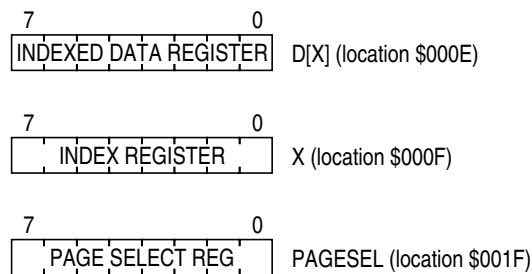 7 0
INDEXED DATA REGISTER D[X] (location $000E)
7 0
INDEX REGISTER X (location $000F)
7 0
PAGE SELECT REG PAGESEL (location $001F)